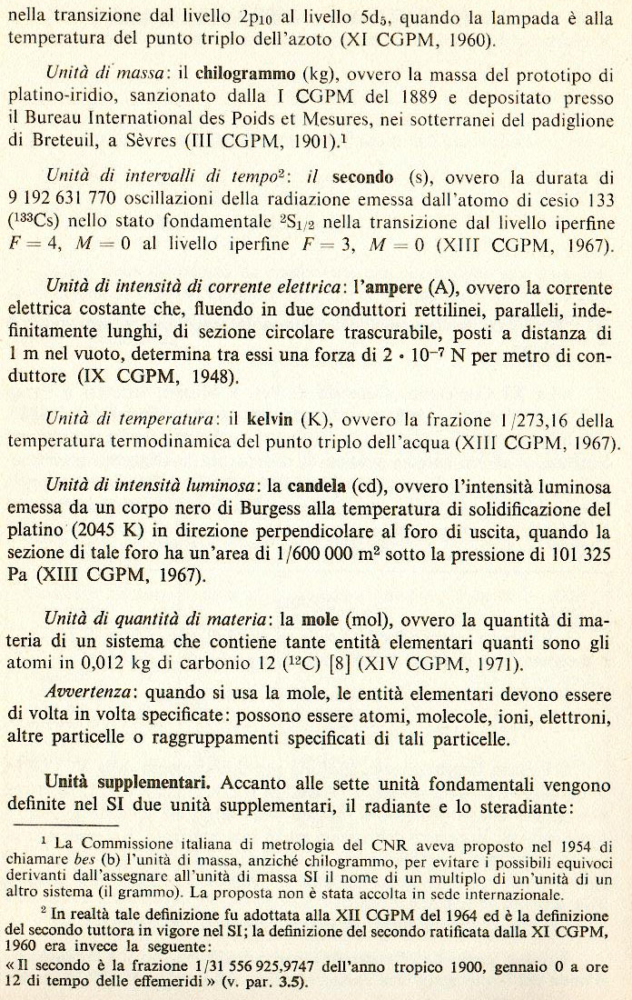 nella transizione dal livello 2p₁₀ al livello 5d₅, quando la lampada è alla
temperatura del punto triplo dell'azoto (XI CGPM, 1960).
Unità di massa: il chilogrammo (kg), ovvero la massa del prototipo di
platino-iridio, sanzionato dalla I CGPM del 1889 e depositato presso
il Bureau International des Poids et Mesures, nei sotterranei del padiglione
di Breteuil, a Sèvres (III CGPM, 1901).¹
Unità di intervalli di tempo²: il secondo (s), ovvero la durata di
9 192 631 770 oscillazioni della radiazione emessa dall'atomo di cesio 133
(¹³³Cs) nello stato fondamentale ²S₁/₂ nella transizione dal livello iperfine
F = 4, M = 0 al livello iperfine F = 3, M = 0 (XIII CGPM, 1967).
Unità di intensità di corrente elettrica: l'ampere (A), ovvero la corrente
elettrica costante che, fluendo in due conduttori rettilinei, paralleli, inde-
finitamente lunghi, di sezione circolare trascurabile, posti a distanza di
1 m nel vuoto, determina tra essi una forza di 2 · 10⁻⁷ N per metro di con-
duttore (IX CGPM, 1948).
Unità di temperatura: il kelvin (K), ovvero la frazione 1/273,16 della
temperatura termodinamica del punto triplo dell'acqua (XIII CGPM, 1967).
Unità di intensità luminosa: la candela (cd), ovvero l'intensità luminosa
emessa da un corpo nero di Burgess alla temperatura di solidificazione del
platino (2045 K) in direzione perpendicolare al foro di uscita, quando la
sezione di tale foro ha un'area di 1/600 000 m² sotto la pressione di 101 325
Pa (XIII CGPM, 1967).
Unità di quantità di materia: la mole (mol), ovvero la quantità di ma-
teria di un sistema che contiene tante entità elementari quanti sono gli
atomi in 0,012 kg di carbonio 12 (¹²C) [8] (XIV CGPM, 1971).
Avvertenza: quando si usa la mole, le entità elementari devono essere
di volta in volta specificate: possono essere atomi, molecole, ioni, elettroni,
altre particelle o raggruppamenti specificati di tali particelle.
Unità supplementari. Accanto alle sette unità fondamentali vengono
definite nel SI due unità supplementari, il radiante e lo steradiante:
¹ La Commissione italiana di metrologia del CNR aveva proposto nel 1954 di
chiamare bes (b) l'unità di massa, anziché chilogrammo, per evitare i possibili equivoci
derivanti dall'assegnare all'unità di massa SI il nome di un multiplo di un'unità di un
altro sistema (il grammo). La proposta non è stata accolta in sede internazionale.
² In realtà tale definizione fu adottata alla XII CGPM del 1964 ed è la definizione
del secondo tuttora in vigore nel SI; la definizione del secondo ratificata dalla XI CGPM,
1960 era invece la seguente:
« Il secondo è la frazione 1/31 556 925,9747 dell'anno tropico 1900, gennaio 0 a ore
12 di tempo delle effemeridi » (v. par. 3.5).